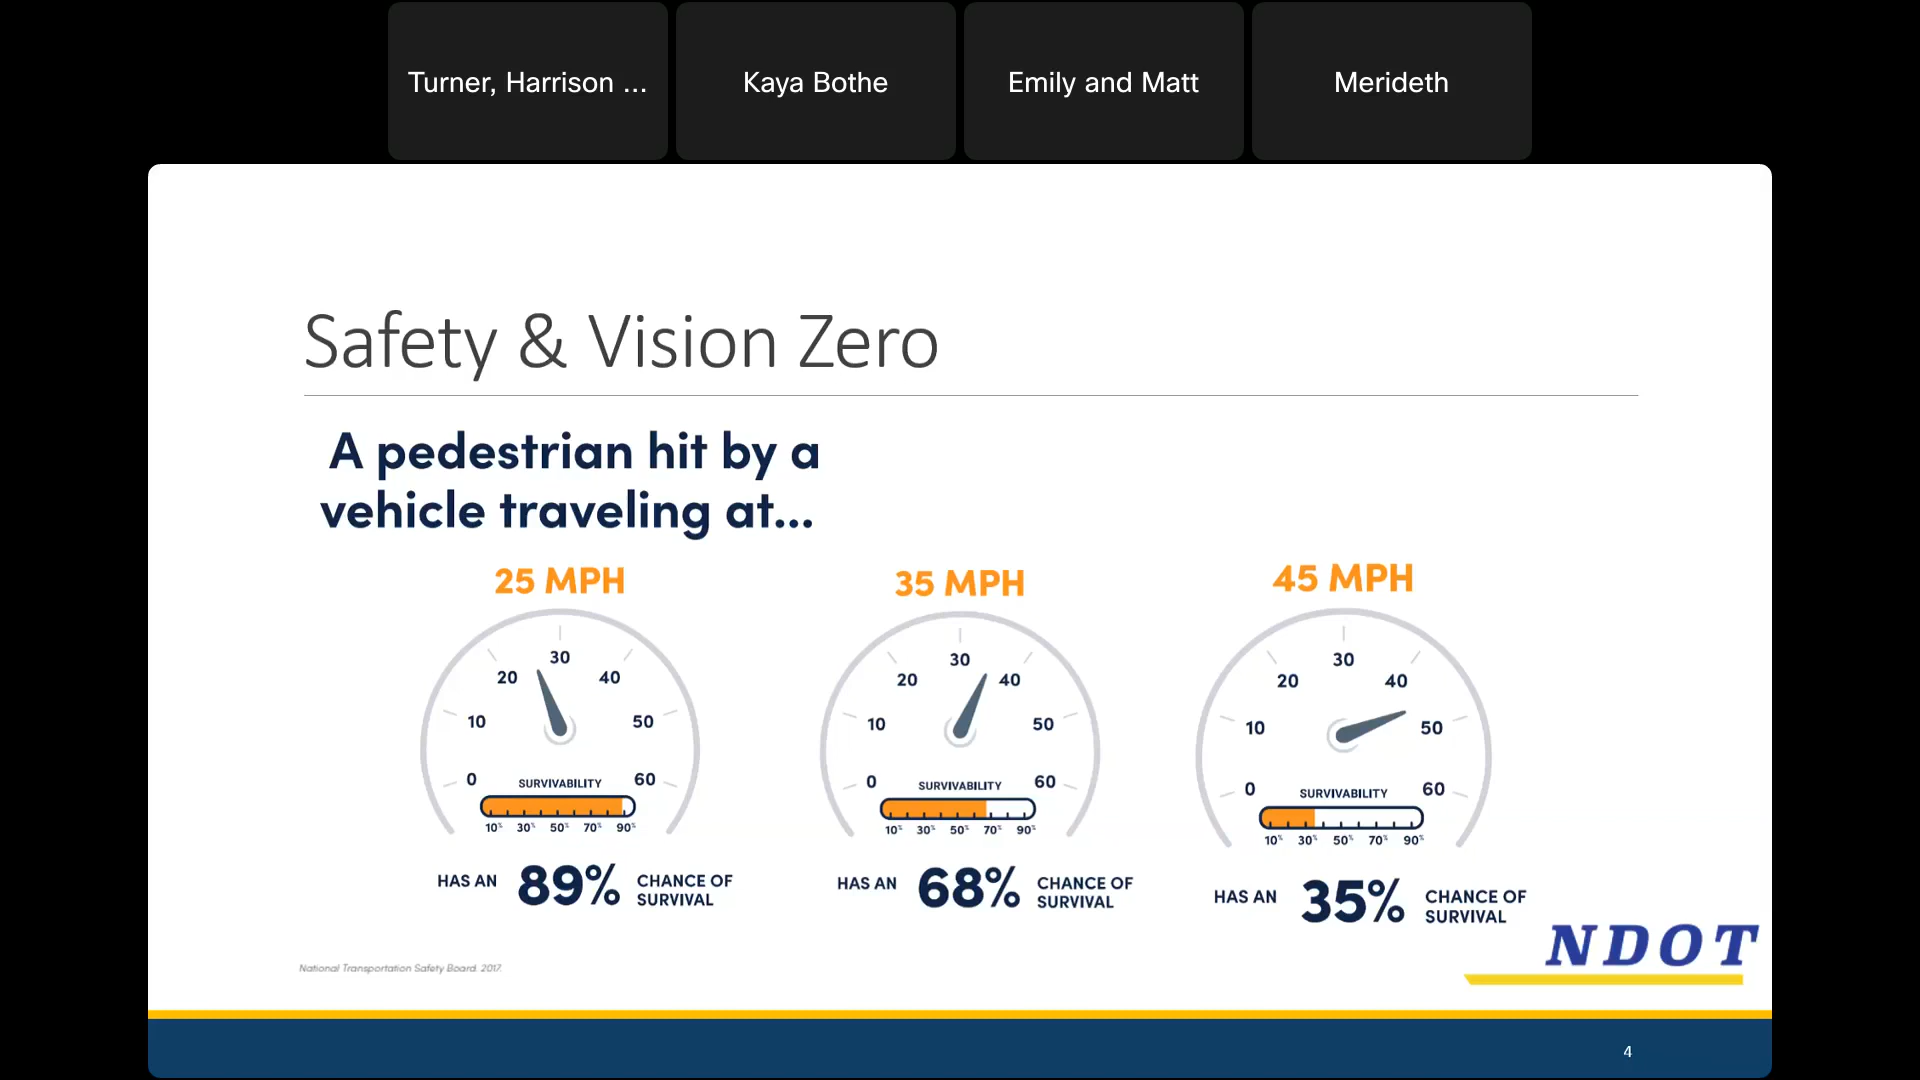 Turner, Harrison ...
Kaya Bothe
Emily and Matt
Merideth
Safety & Vision Zero
A pedestrian hit by a
vehicle traveling at...
25 MPH
0 10 20 30 40 50 60
SURVIVABILITY
10% 30% 50% 70% 90%
HAS AN 89% CHANCE OF
SURVIVAL
35 MPH
0 10 20 30 40 50 60
SURVIVABILITY
10% 30% 50% 70% 90%
HAS AN 68% CHANCE OF
SURVIVAL
45 MPH
0 10 20 30 40 50 60
SURVIVABILITY
10% 30% 50% 70% 90%
HAS AN 35% CHANCE OF
SURVIVAL
National Transportation Safety Board. 2017.
NDOT
4